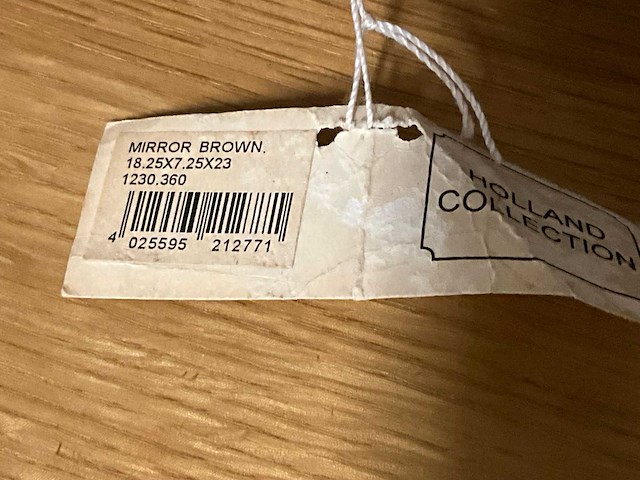 MIRROR BROWN.
18.25X7.25X23
1230.360
4 025595 212771
HOLLAND
COLLECTION